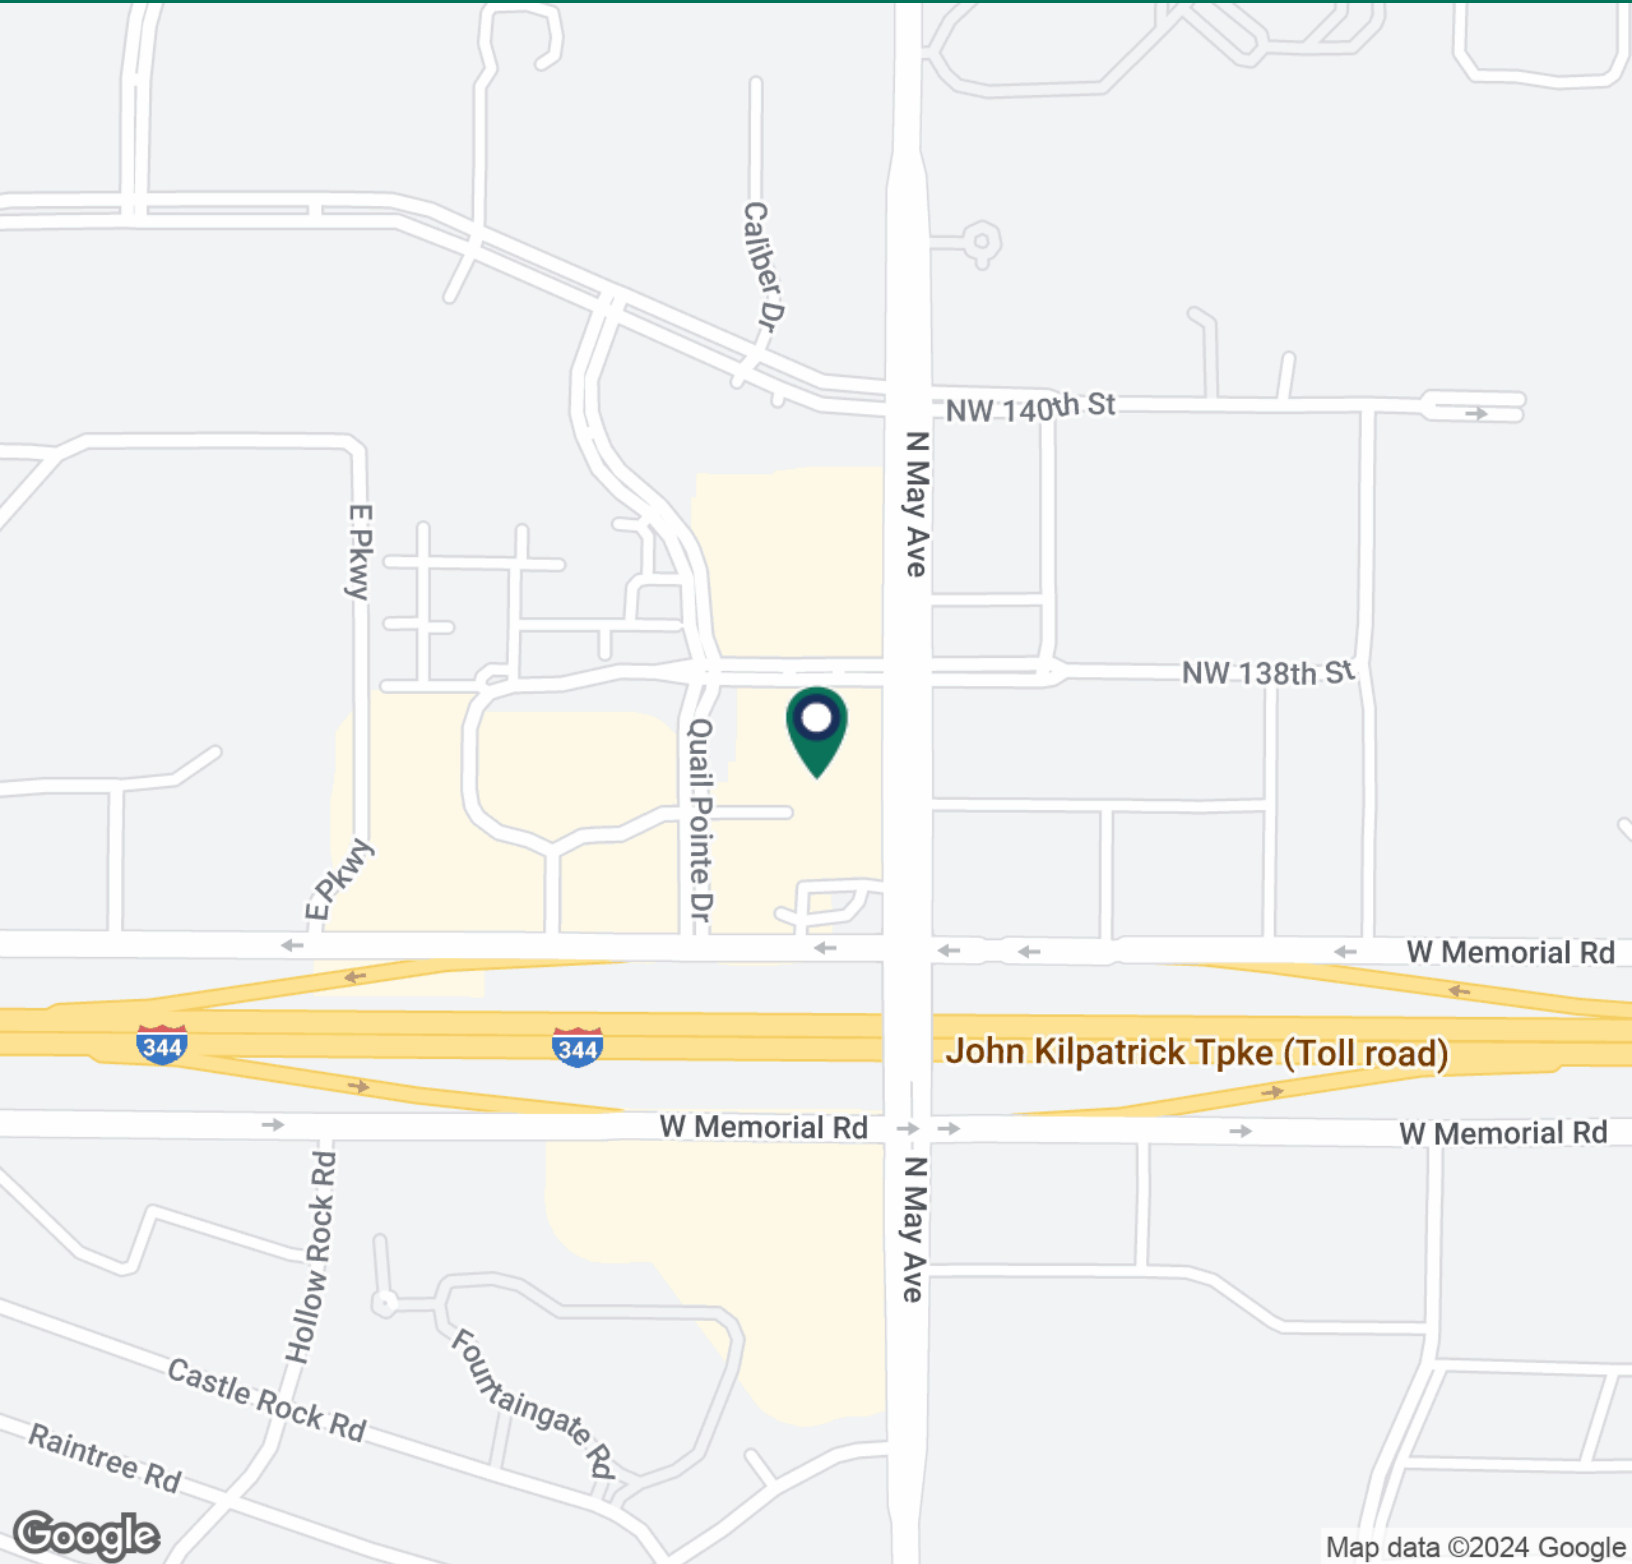 Caliber Dr
NW 140th St
N May Ave
E Pkwy
NW 138th St
Quail Pointe Dr
E Pkwy
W Memorial Rd
344
344
John Kilpatrick Tpke (Toll road)
W Memorial Rd
W Memorial Rd
N May Ave
Hollow Rock Rd
Fountaingate Rd
Castle Rock Rd
Raintree Rd
Google
Map data ©2024 Google